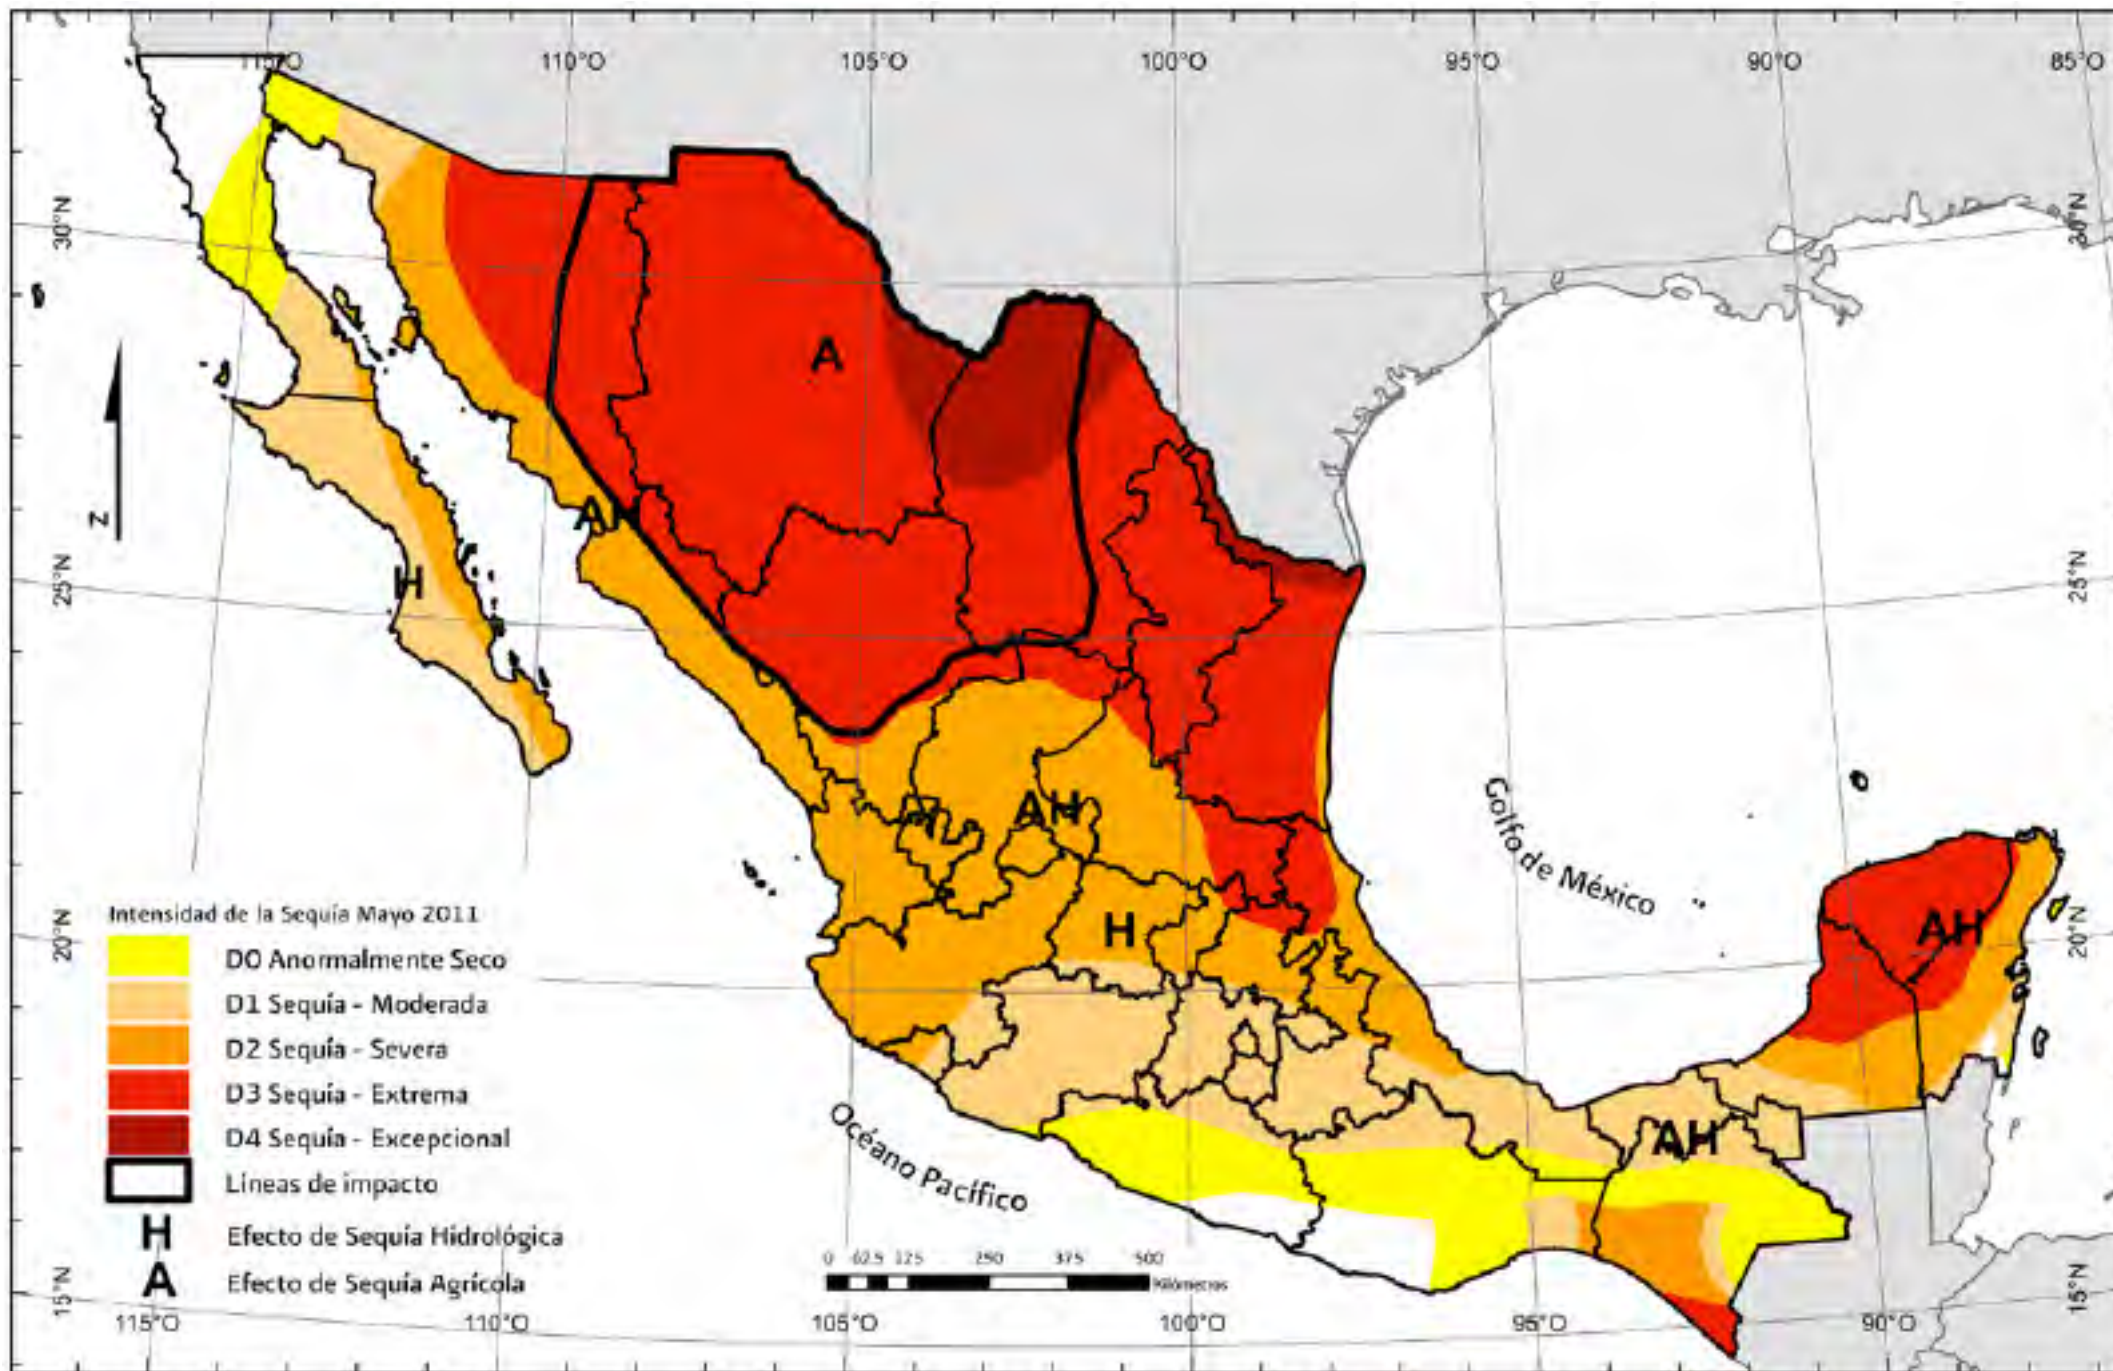 115°O 110°O 105°O 100°O 95°O 90°O 85°O
30°N 30°N
A
N
AH
25°N 25°N
H
Golfo de México
AH
Intensidad de la Sequía Mayo 2011
20°N 20°N
H
AH
D0 Anormalmente Seco
D1 Sequía - Moderada
D2 Sequía - Severa
D3 Sequía - Extrema
Océano Pacífico
D4 Sequía - Excepcional
AH
Líneas de impacto
H Efecto de Sequía Hidrológica
A Efecto de Sequía Agrícola
0 62.5 125 250 375 500
Kilómetros
15°N 15°N
115°O 110°O 105°O 100°O 95°O 90°O